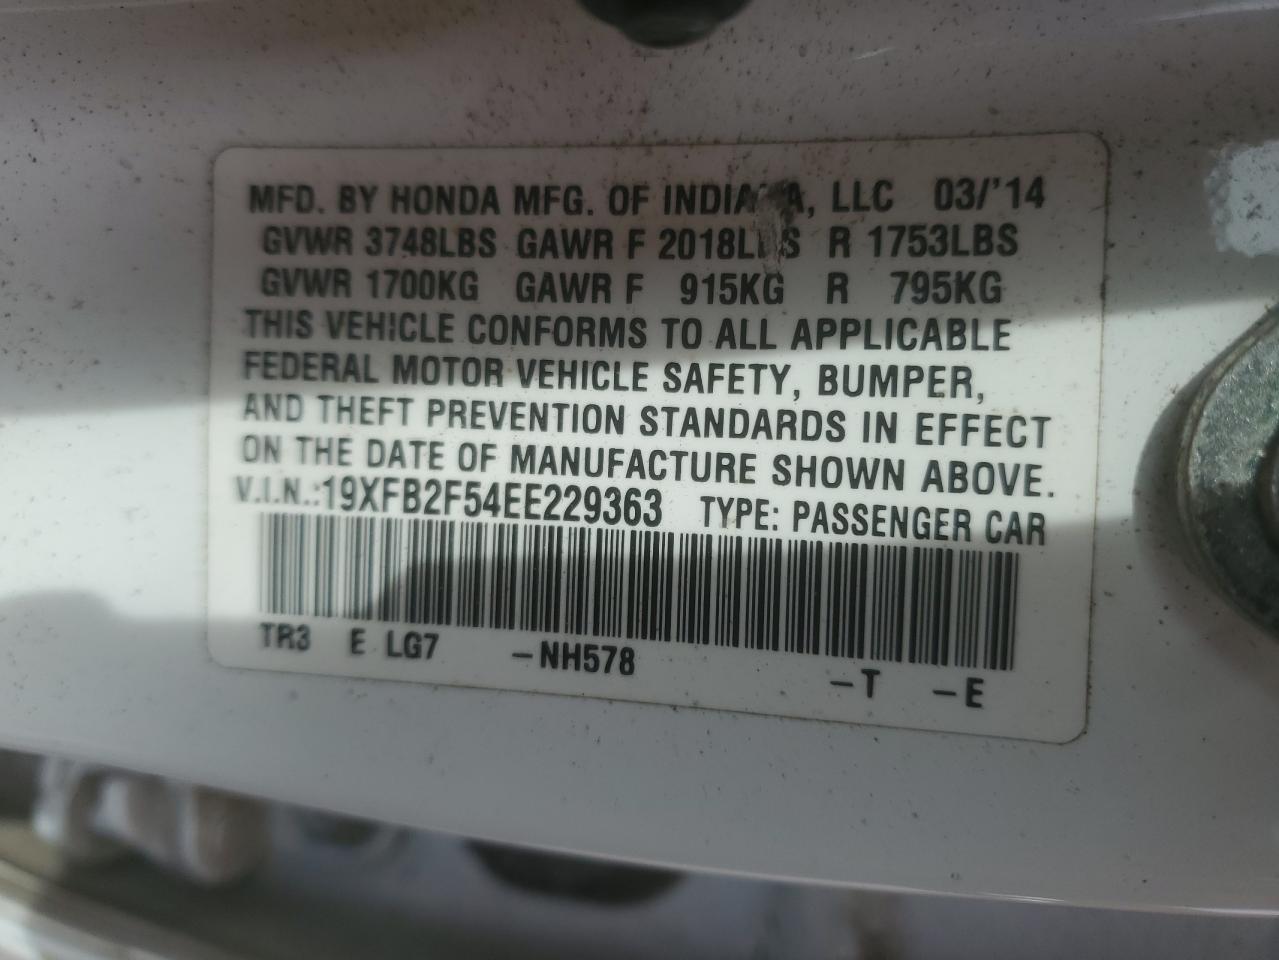 MFD. BY HONDA MFG. OF INDIANA, LLC 03/'14
GVWR 3748LBS GAWR F 2018LBS R 1753LBS
GVWR 1700KG GAWR F 915KG R 795KG
THIS VEHICLE CONFORMS TO ALL APPLICABLE
FEDERAL MOTOR VEHICLE SAFETY, BUMPER,
AND THEFT PREVENTION STANDARDS IN EFFECT
ON THE DATE OF MANUFACTURE SHOWN ABOVE.
V.I.N.:19XFB2F54EE229363 TYPE: PASSENGER CAR
TR3 E LG7 -NH578 -T -E